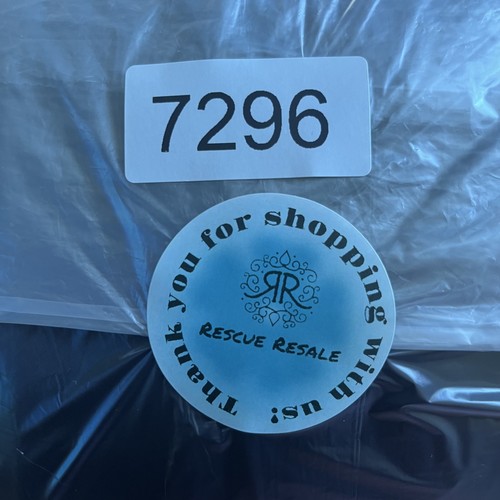 7296
Thank you for shopping with us!
RR
RESCUE RESALE